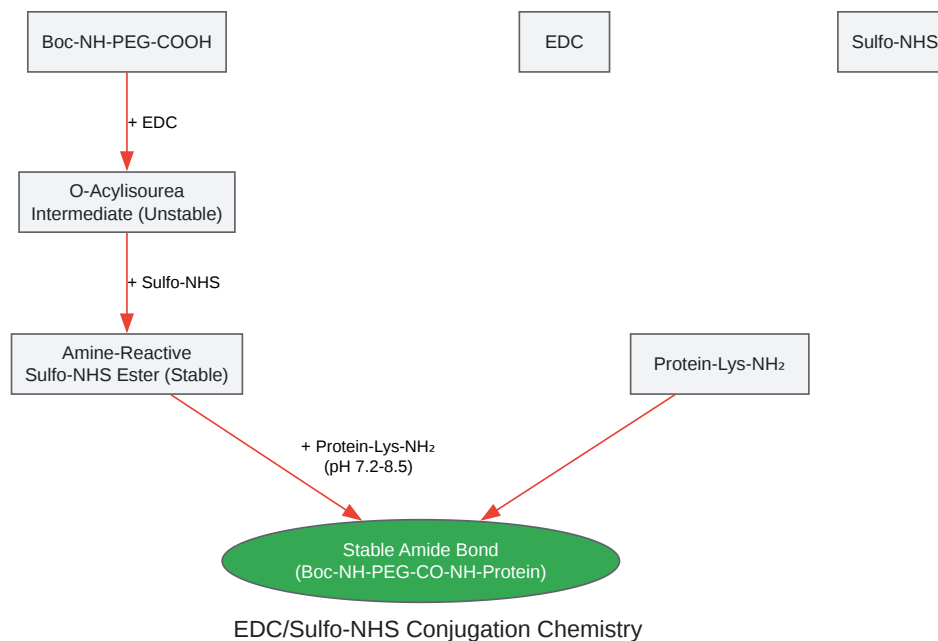 Boc-NH-PEG-COOH
EDC
Sulfo-NHS
+ EDC
O-Acylisourea
Intermediate (Unstable)
+ Sulfo-NHS
Amine-Reactive
Sulfo-NHS Ester (Stable)
Protein-Lys-NH₂
+ Protein-Lys-NH₂
(pH 7.2-8.5)
Stable Amide Bond
(Boc-NH-PEG-CO-NH-Protein)
EDC/Sulfo-NHS Conjugation Chemistry